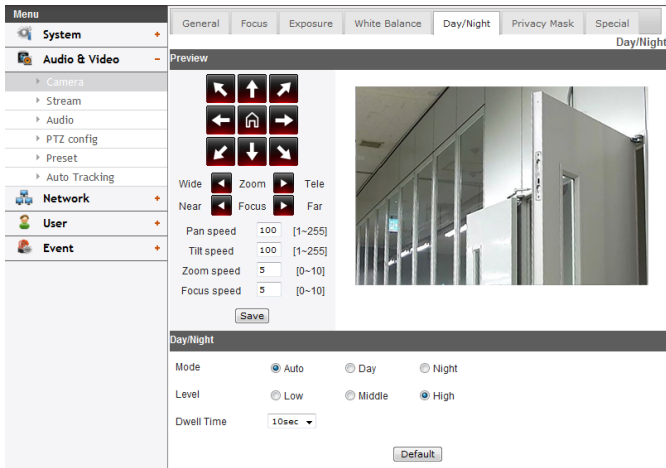 Menu
System +
Audio & Video -
Camera
Stream
Audio
PTZ config
Preset
Auto Tracking
Network +
User +
Event +
General Focus Exposure White Balance Day/Night Privacy Mask Special
Day/Night
Preview
Wide Zoom Tele
Near Focus Far
Pan speed 100 [1~255]
Tilt speed 100 [1~255]
Zoom speed 5 [0~10]
Focus speed 5 [0~10]
Save
Day/Night
Mode Auto Day Night
Level Low Middle High
Dwell Time 10sec
Default